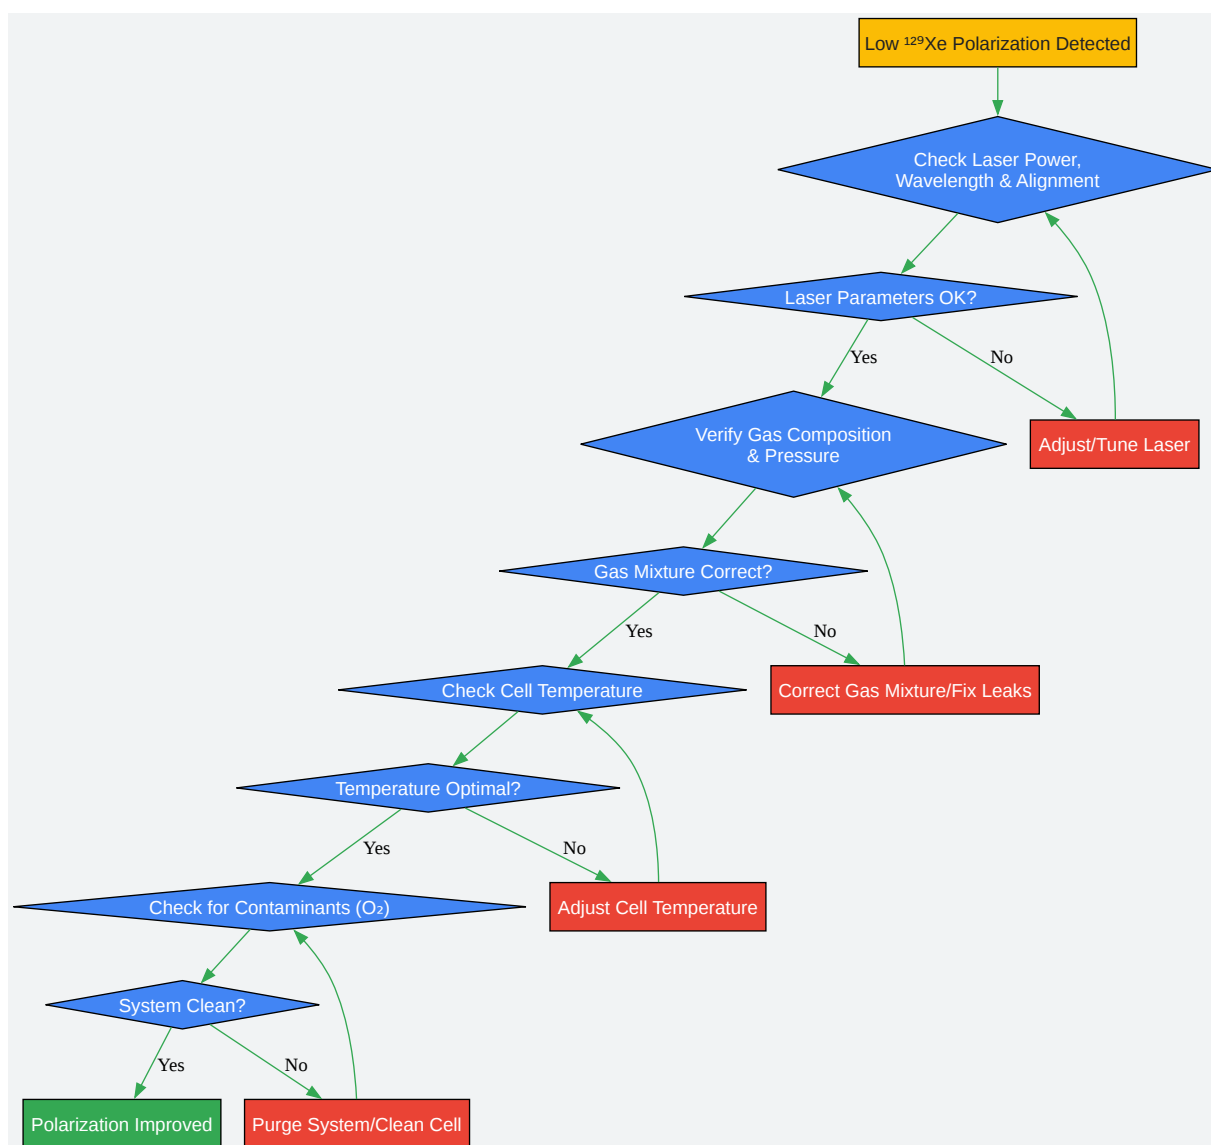 Low ¹²⁹Xe Polarization Detected
Check Laser Power,
Wavelength & Alignment
Laser Parameters OK?
Yes
No
Verify Gas Composition
& Pressure
Adjust/Tune Laser
Gas Mixture Correct?
Yes
No
Check Cell Temperature
Correct Gas Mixture/Fix Leaks
Temperature Optimal?
Yes
No
Check for Contaminants (O₂)
Adjust Cell Temperature
System Clean?
Yes
No
Polarization Improved
Purge System/Clean Cell